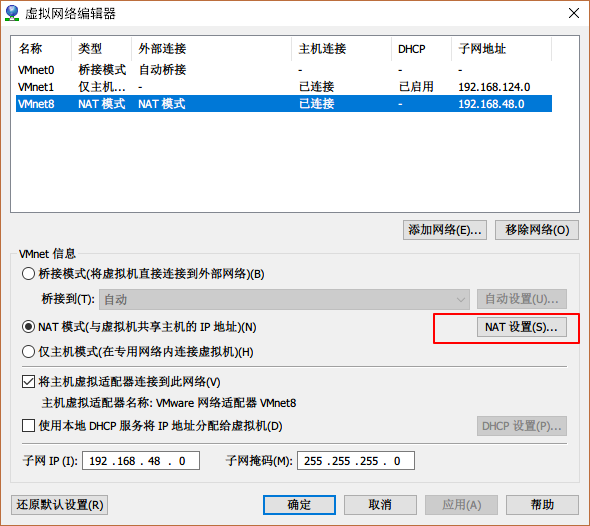 虚拟网络编辑器
名称 类型 外部连接 主机连接 DHCP 子网地址
VMnet0 桥接模式 自动桥接 - - -
VMnet1 仅主机... - 已连接 已启用 192.168.124.0
VMnet8 NAT 模式 NAT 模式 已连接 - 192.168.48.0
添加网络(E)... 移除网络(O)
VMnet 信息
桥接模式(将虚拟机直接连接到外部网络)(B)
桥接到(T): 自动 自动设置(U)...
NAT 模式(与虚拟机共享主机的 IP 地址)(N) NAT 设置(S)...
仅主机模式(在专用网络内连接虚拟机)(H)
将主机虚拟适配器连接到此网络(V)
主机虚拟适配器名称: VMware 网络适配器 VMnet8
使用本地 DHCP 服务将 IP 地址分配给虚拟机(D) DHCP 设置(P)...
子网 IP (I): 192 .168 . 48 . 0 子网掩码(M): 255 .255 .255 . 0
还原默认设置(R) 确定 取消 应用(A) 帮助